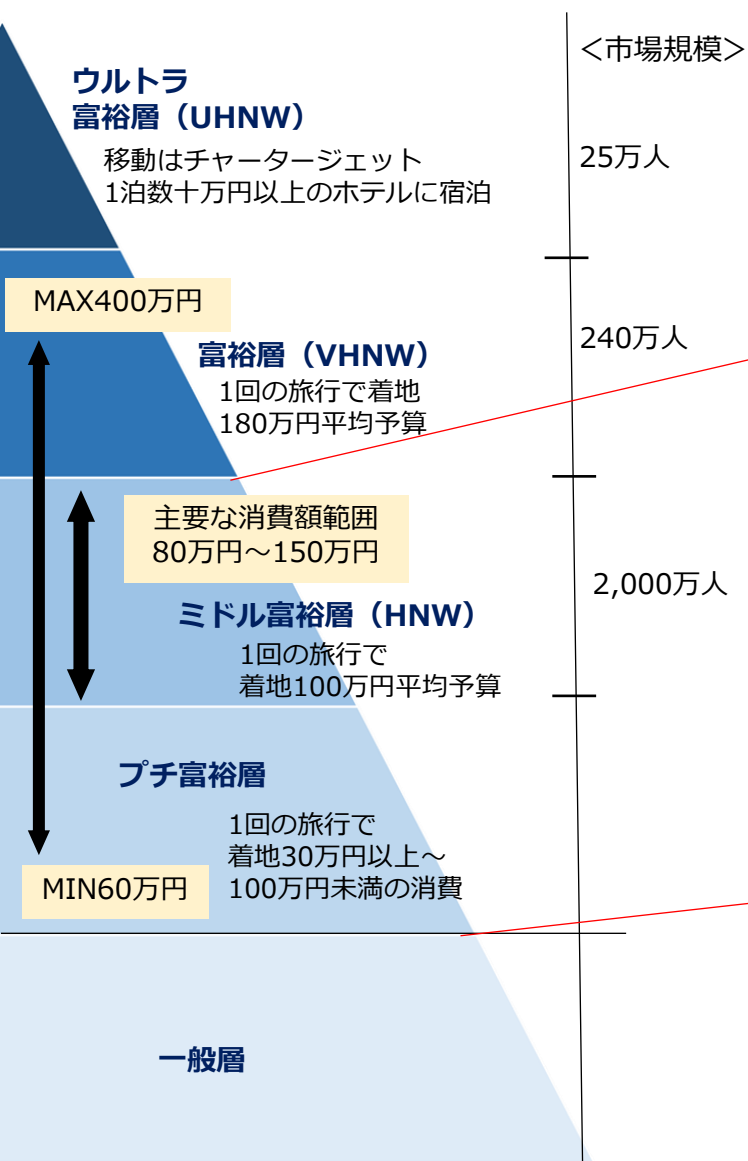 ＜市場規模＞
ウルトラ
富裕層（UHNW）
移動はチャータージェット
1泊数十万円以上のホテルに宿泊
25万人
MAX400万円
富裕層（VHNW）
1回の旅行で着地
180万円平均予算
240万人
主要な消費額範囲
80万円～150万円
ミドル富裕層（HNW）
1回の旅行で
着地100万円平均予算
2,000万人
プチ富裕層
1回の旅行で
着地30万円以上～
100万円未満の消費
MIN60万円
一般層